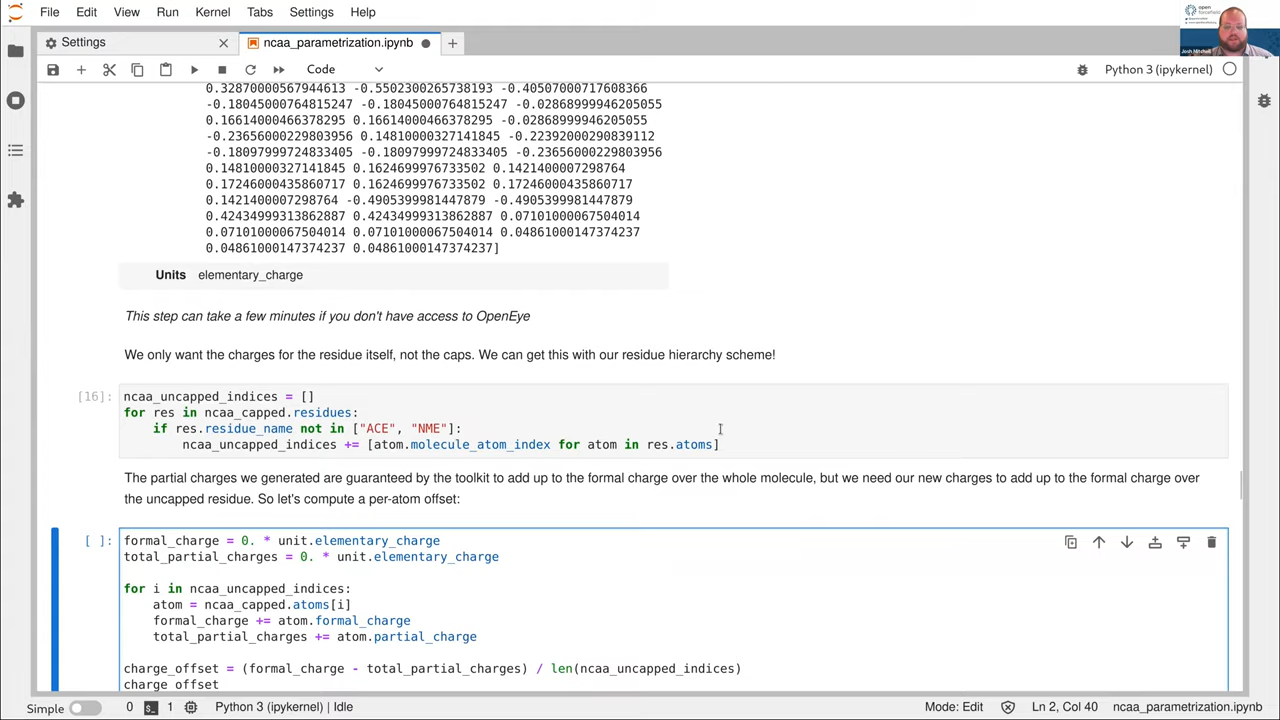 File Edit View Run Kernel Tabs Settings Help
open
forcefield
Josh Mitchell
Settings
ncaa_parametrization.ipynb
Code
Python 3 (ipykernel)
0.32870000567944613 -0.5502300265738193 -0.40507000717608366
-0.18045000764815247 -0.18045000764815247 -0.02868999946205055
0.16614000466378295 0.16614000466378295 -0.02868999946205055
-0.23656000229803956 0.14810000327141845 -0.22392000290839112
-0.18097999724833405 -0.18097999724833405 -0.23656000229803956
0.14810000327141845 0.1624699976733502 0.1421400007298764
0.17246000435860717 0.1624699976733502 0.17246000435860717
0.1421400007298764 -0.4905399981447879 -0.4905399981447879
0.42434999313862887 0.42434999313862887 0.07101000067504014
0.07101000067504014 0.07101000067504014 0.04861000147374237
0.04861000147374237 0.04861000147374237]
Units elementary_charge
This step can take a few minutes if you don't have access to OpenEye
We only want the charges for the residue itself, not the caps. We can get this with our residue hierarchy scheme!
[16]: ncaa_uncapped_indices = []
for res in ncaa_capped.residues:
if res.residue_name not in ["ACE", "NME"]:
ncaa_uncapped_indices += [atom.molecule_atom_index for atom in res.atoms]
The partial charges we generated are guaranteed by the toolkit to add up to the formal charge over the whole molecule, but we need our new charges to add up to the formal charge over
the uncapped residue. So let's compute a per-atom offset:
[ ]: formal_charge = 0. * unit.elementary_charge
total_partial_charges = 0. * unit.elementary_charge
for i in ncaa_uncapped_indices:
atom = ncaa_capped.atoms[i]
formal_charge += atom.formal_charge
total_partial_charges += atom.partial_charge
charge_offset = (formal_charge - total_partial_charges) / len(ncaa_uncapped_indices)
charge_offset
Simple 0 1 Python 3 (ipykernel) | Idle Mode: Edit Ln 2, Col 40 ncaa_parametrization.ipynb